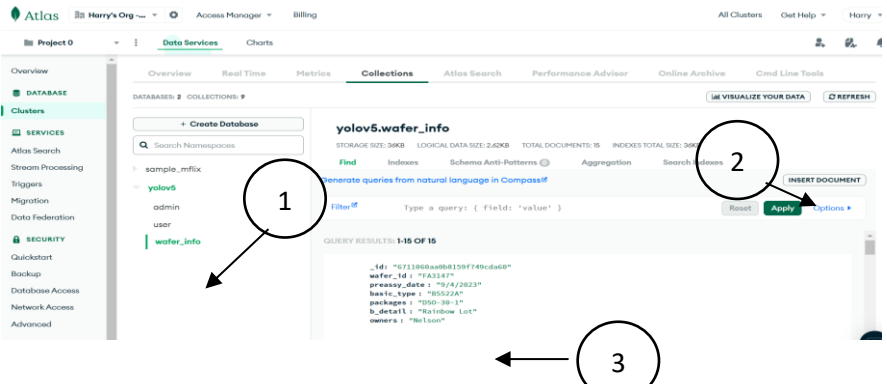 Atlas Harry's Org -... Access Manager Billing All Clusters Get Help Harry
Project 0 Data Services Charts
Overview Overview Real Time Metrics Collections Atlas Search Performance Advisor Online Archive Cmd Line Tools
DATABASE DATABASES: 2 COLLECTIONS: 9 VISUALIZE YOUR DATA REFRESH
Clusters
+ Create Database
yolov5.wafer_info
SERVICES
Search Namespaces
STORAGE SIZE: 36KB LOGICAL DATA SIZE: 2.62KB TOTAL DOCUMENTS: 15 INDEXES TOTAL SIZE: 36KB
Atlas Search
Find Indexes Schema Anti-Patterns Aggregation Search Indexes
2
Stream Processing
sample_mflix
Generate queries from natural language in Compass
INSERT DOCUMENT
Triggers
yolov5
Migration
admin
1
Filter Type a query: { field: 'value' } Reset Apply Options
Data Federation
user
SECURITY
wafer_info
QUERY RESULTS: 1-15 OF 15
Quickstart
Backup
_id: "6711060aa0b8159f749cda60"
wafer_id : "FA3147"
Database Access
preassy_date : "9/4/2023"
basic_type : "B5522A"
Network Access
packages : "DSO-30-1"
b_detail : "Rainbow Lot"
Advanced
owners : "Nelson"
3